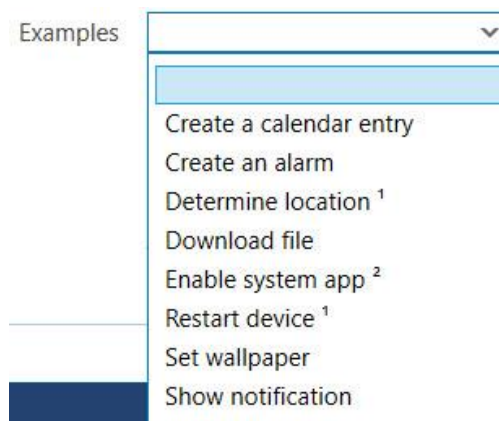 Examples
Create a calendar entry
Create an alarm
Determine location ¹
Download file
Enable system app ²
Restart device ¹
Set wallpaper
Show notification